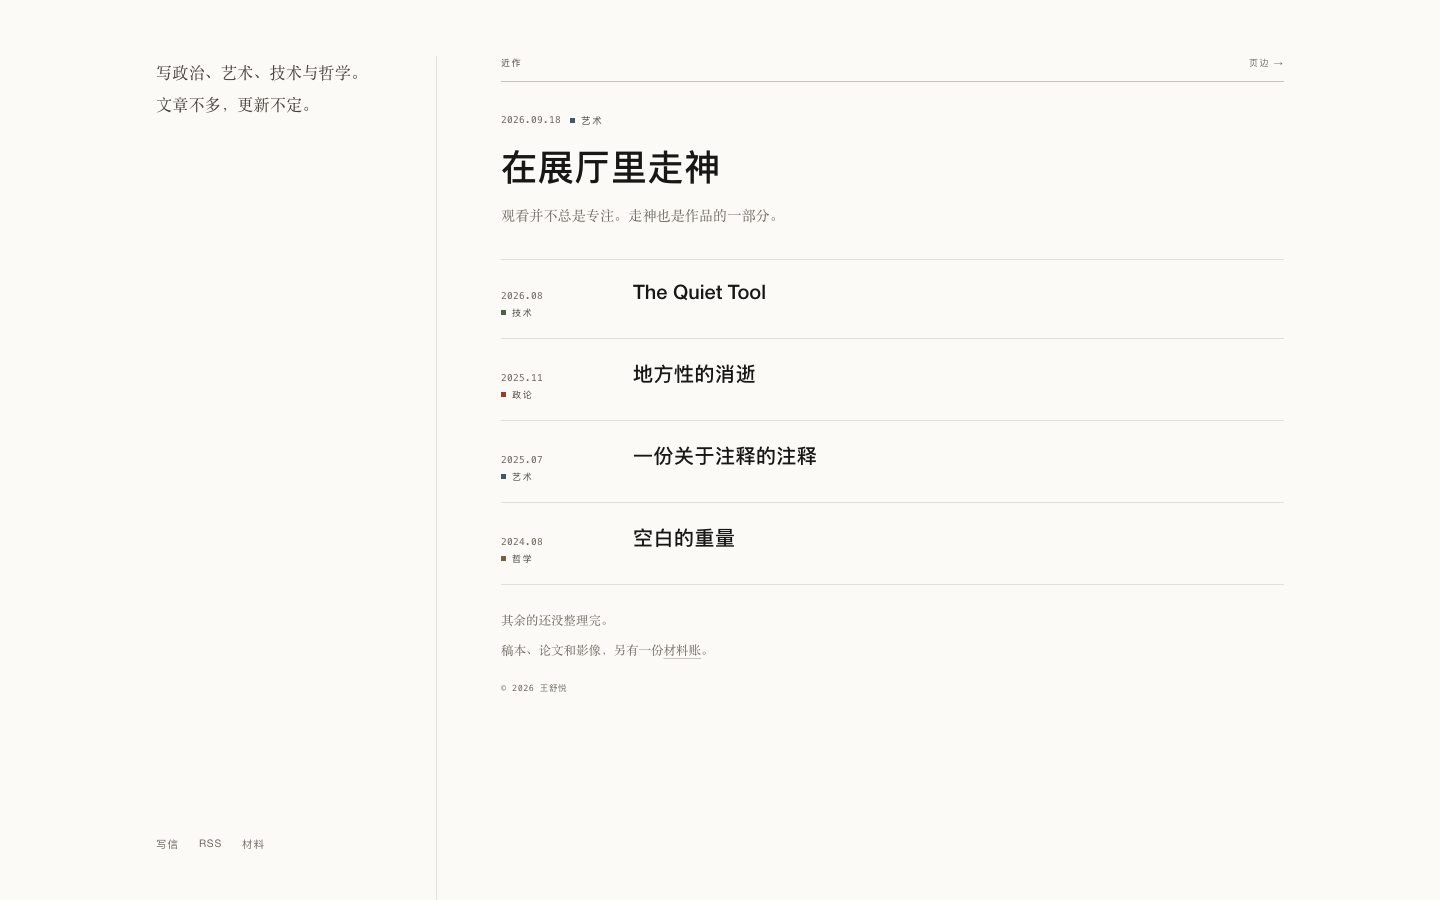 写政治、艺术、技术与哲学。
文章不多，更新不定。
写信 RSS 材料
近作 页边 →
2026.09.18 艺术
在展厅里走神
观看并不总是专注。走神也是作品的一部分。
2026.08
技术
The Quiet Tool
2025.11
政论
地方性的消逝
2025.07
艺术
一份关于注释的注释
2024.08
哲学
空白的重量
其余的还没整理完。
稿本、论文和影像，另有一份材料账。
© 2026 王舒悦